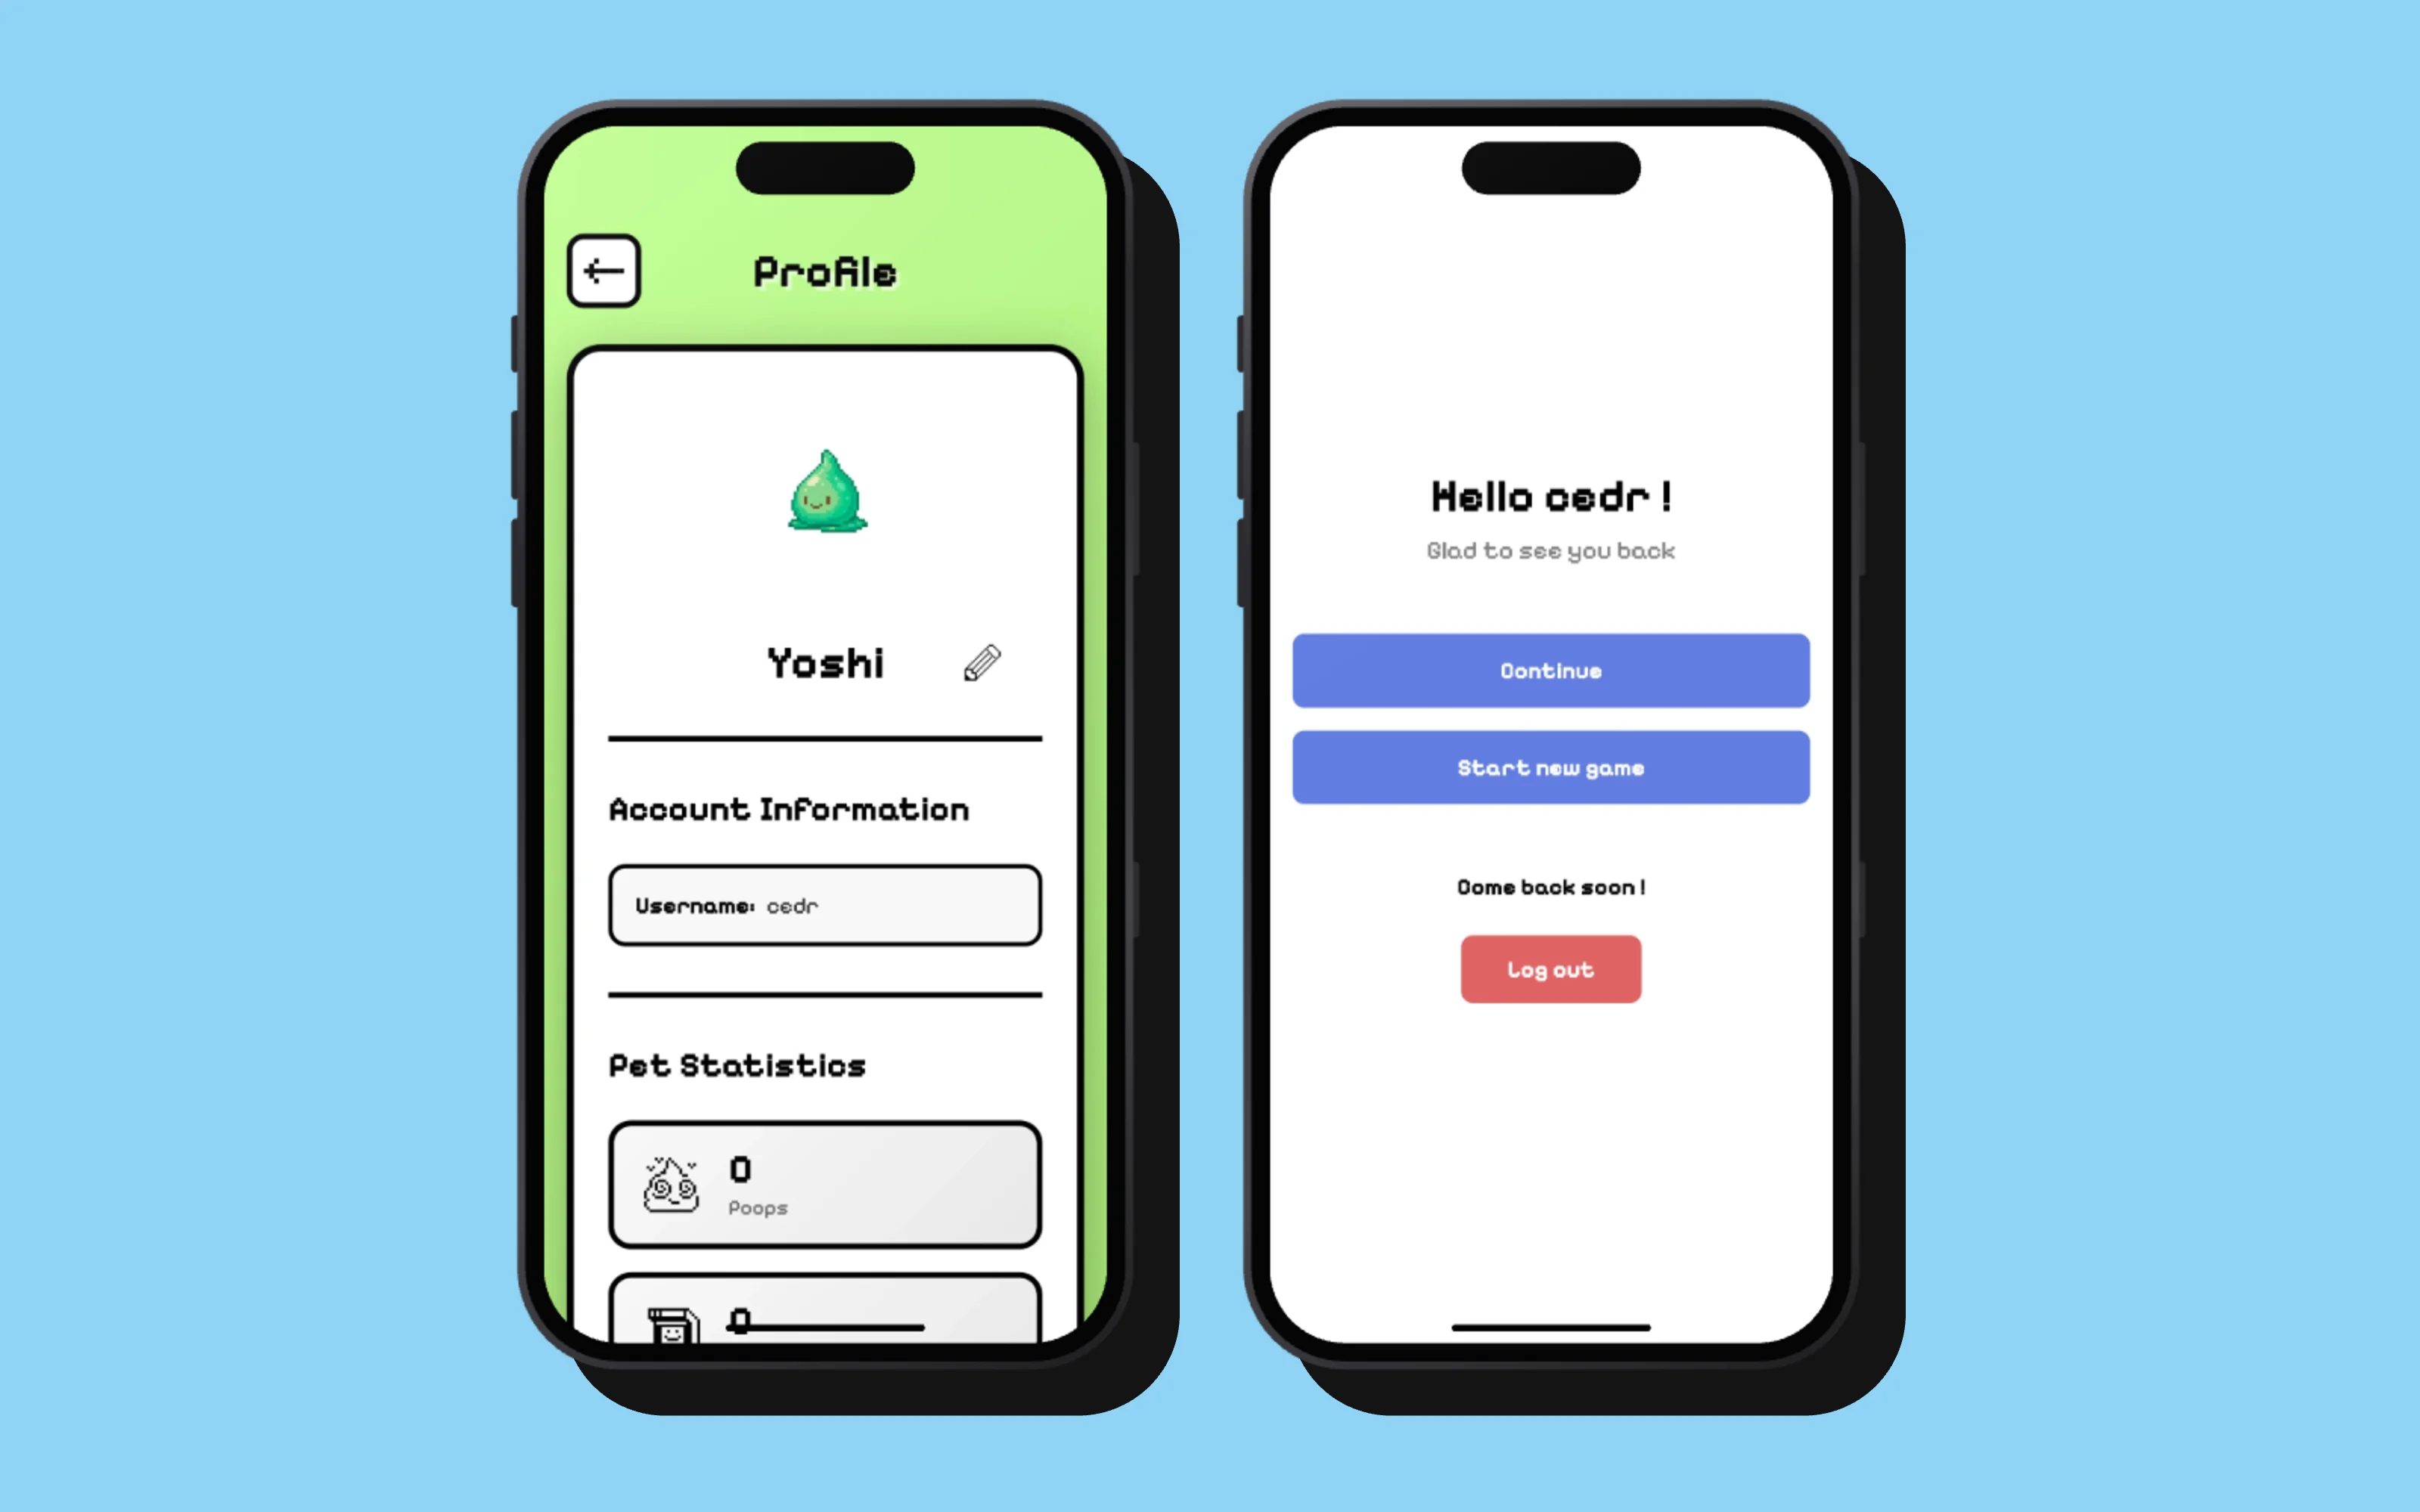 Profile
Yoshi
Account Information
Username: cedr
Pet Statistics
0
Poops
0
Hello cedr !
Glad to see you back
Continue
Start new game
Come back soon !
Log out